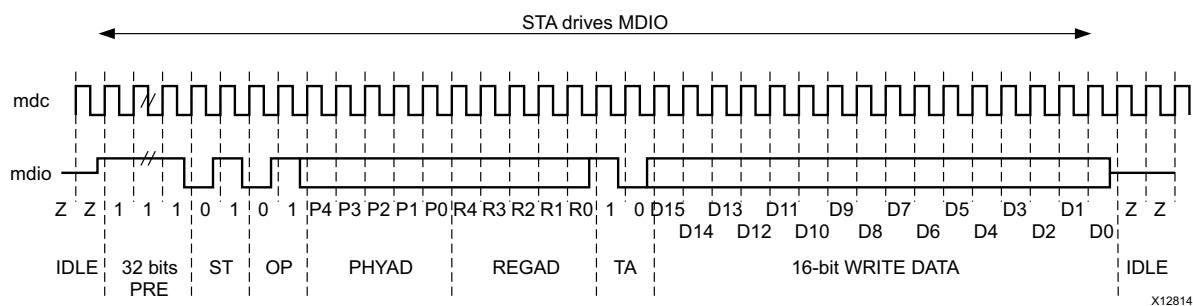 STA drives MDIO
mdc
mdio
Z Z 1 1 1 0 1 0 1 P4 P3 P2 P1 P0 R4 R3 R2 R1 R0 1 0 D15 D13 D11 D9 D7 D5 D3 D1 Z Z
D14 D12 D10 D8 D6 D4 D2 D0
IDLE 32 bits ST OP PHYAD REGAD TA 16-bit WRITE DATA IDLE
PRE
X12814